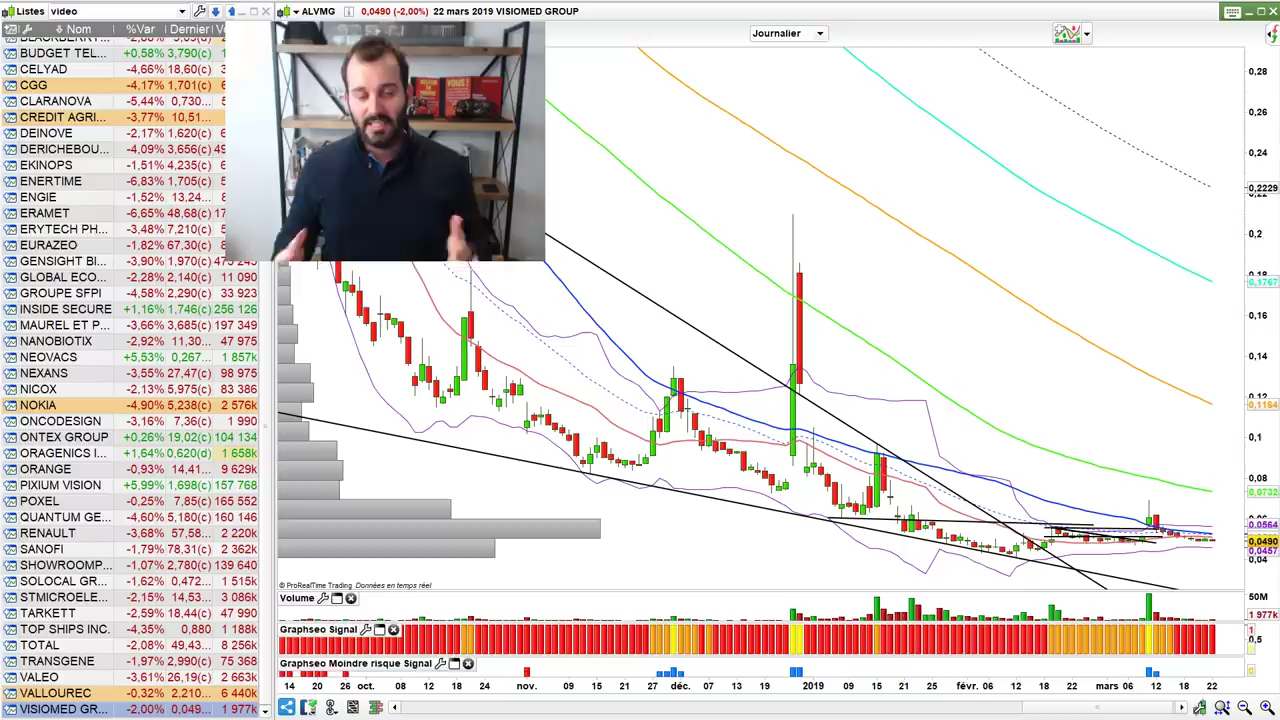 Listes video
ALVMG 0,0490 (-2,00%) 22 mars 2019 VISIOMED GROUP
Nom %Var Dernier
Journalier
BUDGET TEL... +0,58% 3,790(c)
CELYAD -4,66% 18,60(c)
CGG -4,17% 1,701(c)
CLARANOVA -5,44% 0,730...
CREDIT AGRI... -3,77% 10,51...
DEINOVE -2,17% 1,620(c)
DERICHEBOU... -4,09% 3,656(c)
EKINOPS -1,51% 4,235(c)
ENERTIME -6,83% 1,705(c)
ENGIE -1,52% 13,24...
ERAMET -6,65% 48,68(c)
ERYTECH PH... -3,48% 7,210(c)
EURAZEO -1,82% 67,30(c)
GENSIGHT BI... -3,90% 1,970(c) 475 245
GLOBAL ECO... -2,28% 2,140(c) 11 090
GROUPE SFPI -4,58% 2,290(c) 33 923
INSIDE SECURE +1,16% 1,746(c) 256 126
MAUREL ET P... -3,66% 3,685(c) 197 349
NANOBIOTIX -2,92% 11,30... 47 975
NEOVACS +5,53% 0,267... 1 857k
NEXANS -3,55% 27,47(c) 98 975
NICOX -2,13% 5,975(c) 83 386
NOKIA -4,90% 5,238(c) 2 576k
ONCODESIGN -3,16% 7,36(c) 1 990
ONTEX GROUP +0,26% 19,02(c) 104 134
ORAGENICS ... +1,64% 0,620(d) 1 658k
ORANGE -0,93% 14,41... 9 629k
PIXIUM VISION +5,99% 1,698(c) 157 768
POXEL -0,25% 7,85(c) 165 552
QUANTUM GE... -4,60% 5,180(c) 160 146
RENAULT -3,68% 57,58... 2 220k
SANOFI -1,79% 78,31(c) 2 362k
SHOWROOMP... -1,07% 2,780(c) 139 640
SOLOCAL GR... -1,62% 0,472... 1 515k
STMICROELE... -2,15% 14,53... 3 086k
TARKETT -2,59% 18,44(c) 47 990
TOP SHIPS INC. -4,35% 0,880 1 188k
TOTAL -2,08% 49,43... 6 256k
TRANSGENE -1,97% 2,990(c) 75 368
VALEO -3,61% 26,19(c) 2 663k
VALLOUREC -0,32% 2,210... 6 440k
VISIOMED GR... -2,00% 0,049... 1 977k
0,28
0,24
0,2229
0,2
0,1767
0,16
0,14
0,1164
0,1
0,08
0,0732
0,0564
0,0490
0,0457
0,04
© ProRealTime Trading Données en temps réel
Volume
50M
1 977k
Graphseo Signal
1
0,5
Graphseo Moindre risque Signal
0
14 20 26 oct. 08 12 18 24 nov. 09 15 21 27 déc. 07 13 19 2019 09 15 21 25 févr. 06 12 18 22 mars 06 12 18 22